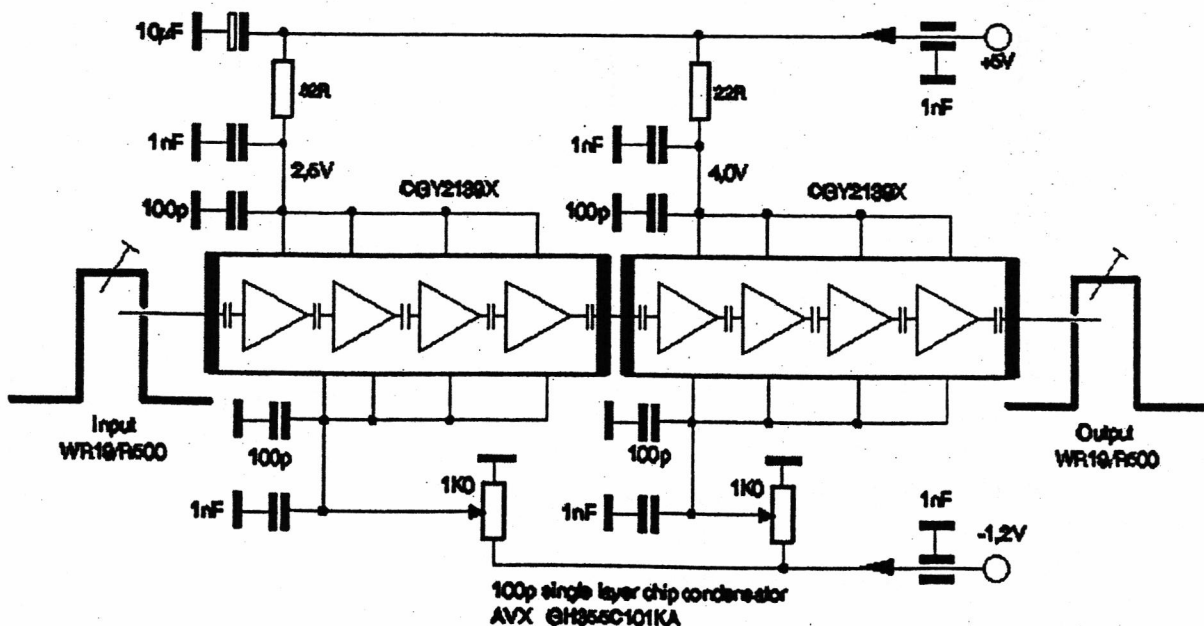 10µF
+5V
22R
1nF
1nF
1nF
2,5V
4,0V
CGY2139X
CGY2139X
100p
100p
Input
WR19/R500
Output
WR19/R500
100p
100p
1K0
1K0
1nF
1nF
1nF
-1,2V
100p single layer chip condensator
AVX GH355C101KA